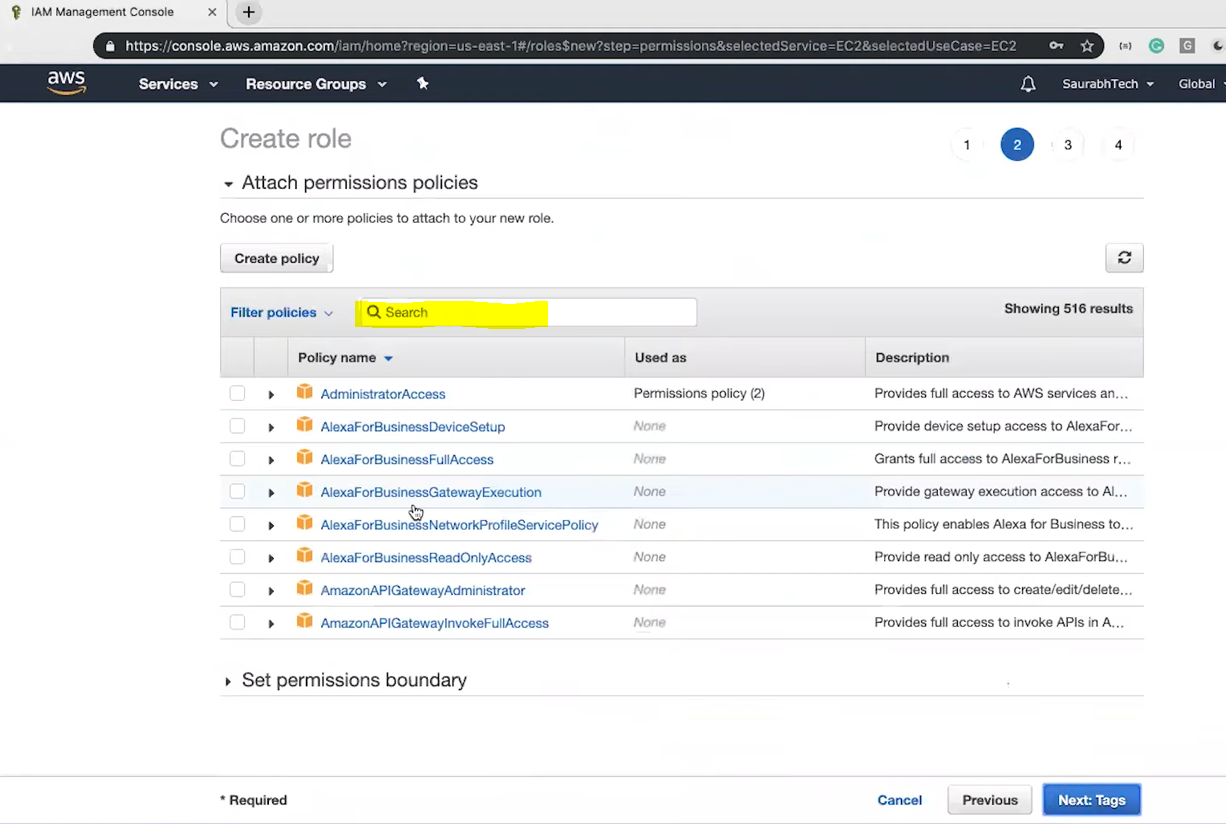 IAM Management Console
https://console.aws.amazon.com/iam/home?region=us-east-1#/roles$new?step=permissions&selectedService=EC2&selectedUseCase=EC2
aws Services Resource Groups SaurabhTech Global
Create role 1 2 3 4
Attach permissions policies
Choose one or more policies to attach to your new role.
Create policy
Filter policies Search Showing 516 results
Policy name Used as Description
AdministratorAccess Permissions policy (2) Provides full access to AWS services an...
AlexaForBusinessDeviceSetup None Provide device setup access to AlexaFor...
AlexaForBusinessFullAccess None Grants full access to AlexaForBusiness r...
AlexaForBusinessGatewayExecution None Provide gateway execution access to Al...
AlexaForBusinessNetworkProfileServicePolicy None This policy enables Alexa for Business to...
AlexaForBusinessReadOnlyAccess None Provide read only access to AlexaForBu...
AmazonAPIGatewayAdministrator None Provides full access to create/edit/delete...
AmazonAPIGatewayInvokeFullAccess None Provides full access to invoke APIs in A...
Set permissions boundary
* Required Cancel Previous Next: Tags